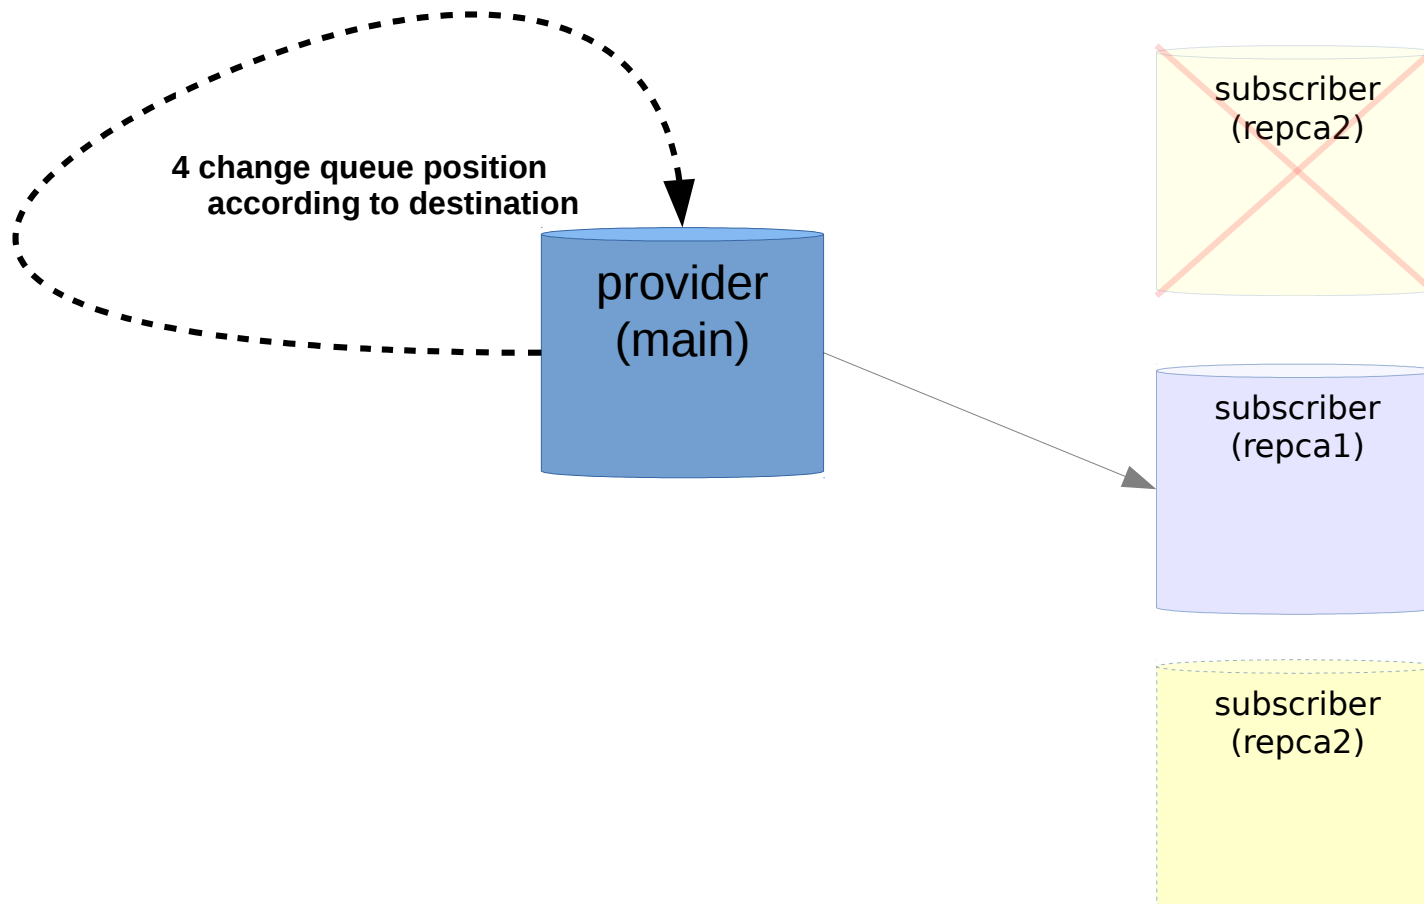 subscriber
(repca2)
4 change queue position
according to destination
provider
(main)
subscriber
(repca1)
subscriber
(repca2)